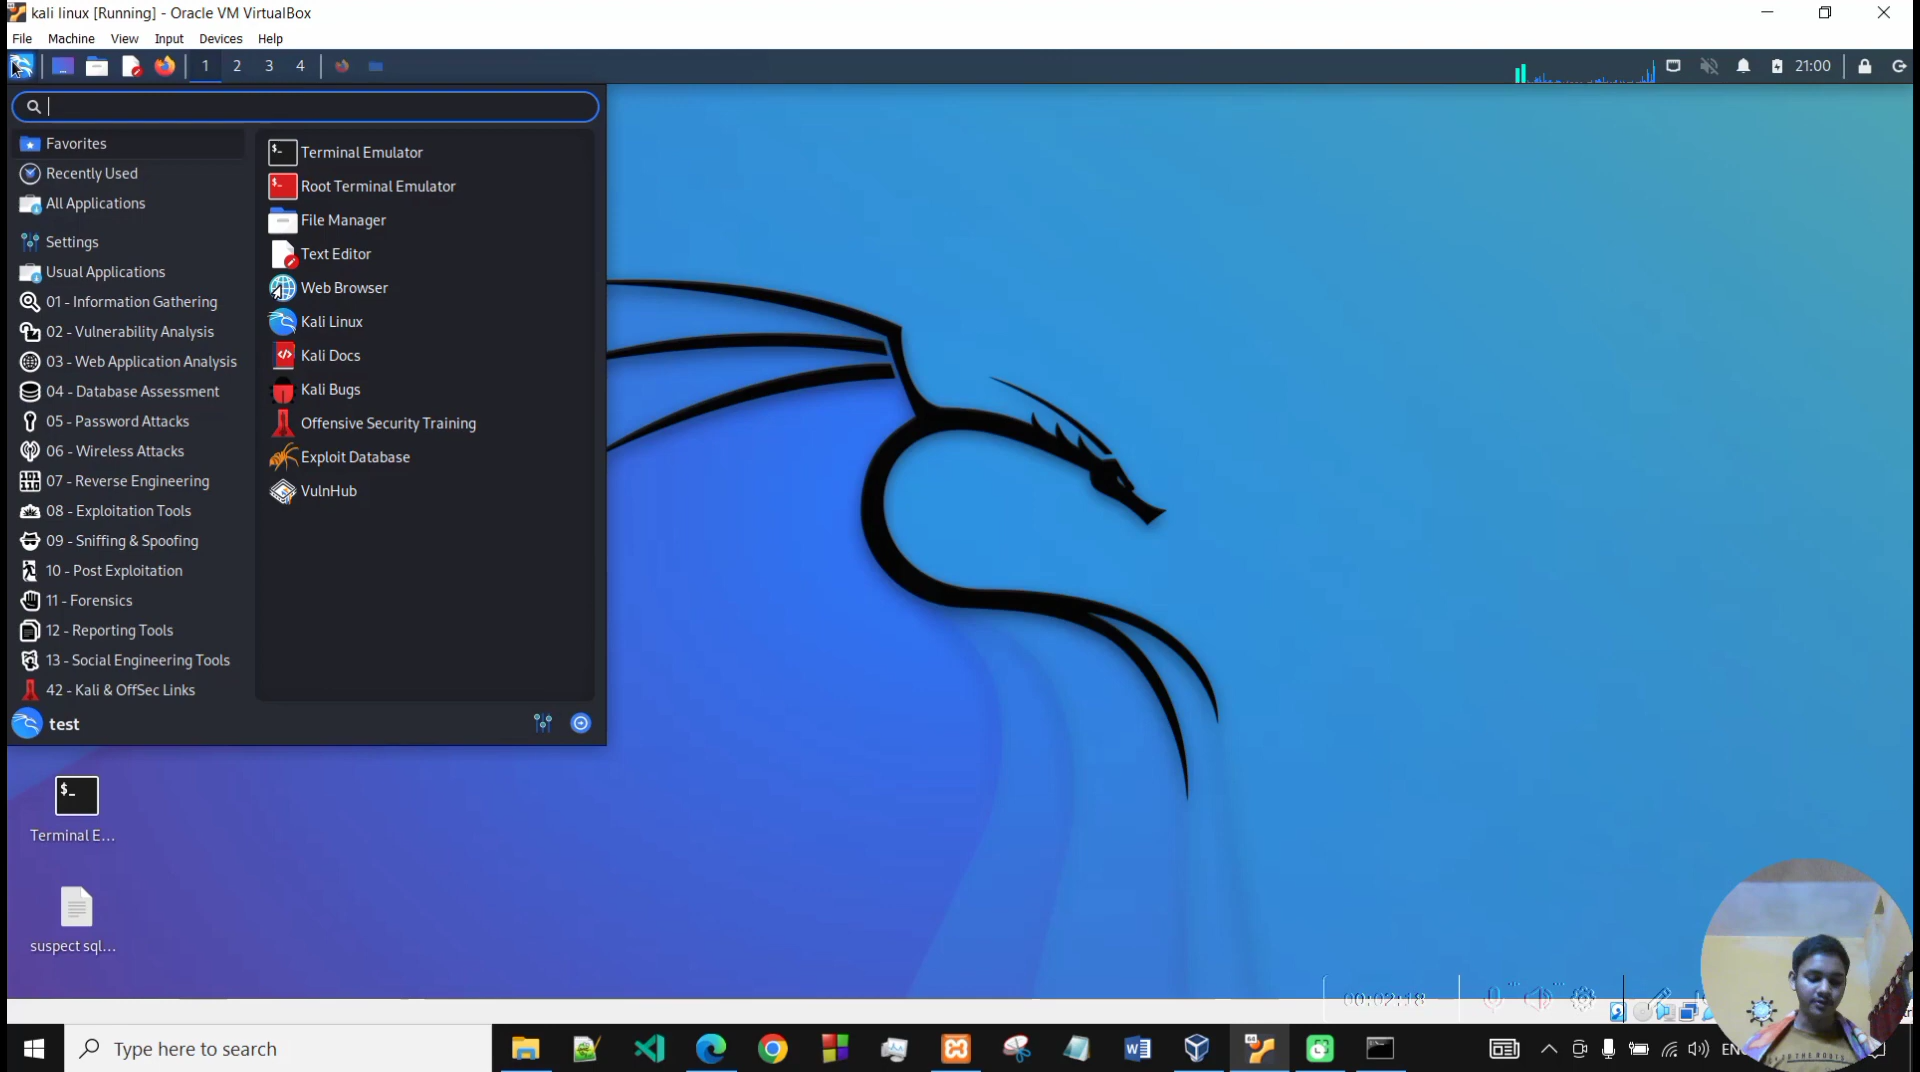 kali linux [Running] - Oracle VM VirtualBox
File Machine View Input Devices Help
1 2 3 4 21:00
Favorites
Recently Used
All Applications
Settings
Usual Applications
01 - Information Gathering
02 - Vulnerability Analysis
03 - Web Application Analysis
04 - Database Assessment
05 - Password Attacks
06 - Wireless Attacks
07 - Reverse Engineering
08 - Exploitation Tools
09 - Sniffing & Spoofing
10 - Post Exploitation
11 - Forensics
12 - Reporting Tools
13 - Social Engineering Tools
42 - Kali & OffSec Links
test
Terminal Emulator
Root Terminal Emulator
File Manager
Text Editor
Web Browser
Kali Linux
Kali Docs
Kali Bugs
Offensive Security Training
Exploit Database
VulnHub
Terminal E...
suspect sql...
00:02:18
Type here to search